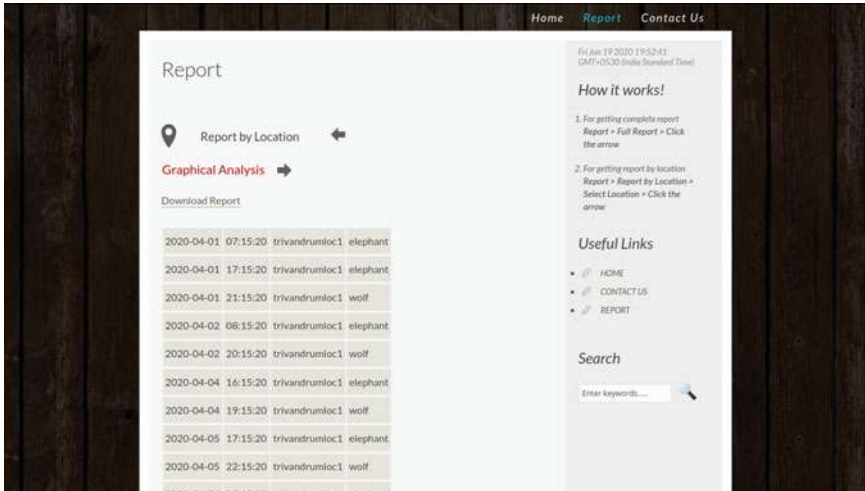 Home Report Contact Us
Report
Report by Location
Graphical Analysis
Download Report
2020-04-01 07:15:20 trivandrumloc1 elephant
2020-04-01 17:15:20 trivandrumloc1 elephant
2020-04-01 21:15:20 trivandrumloc1 wolf
2020-04-02 08:15:20 trivandrumloc1 elephant
2020-04-02 20:15:20 trivandrumloc1 wolf
2020-04-04 16:15:20 trivandrumloc1 elephant
2020-04-04 19:15:20 trivandrumloc1 wolf
2020-04-05 17:15:20 trivandrumloc1 elephant
2020-04-05 22:15:20 trivandrumloc1 wolf
Fri Jun 19 2020 19:52:41
GMT+0530 (India Standard Time)
How it works!
1. For getting complete report
Report > Full Report > Click
the arrow
2. For getting report by location
Report > Report by Location >
Select Location > Click the
arrow
Useful Links
HOME
CONTACT US
REPORT
Search
Enter keywords.....